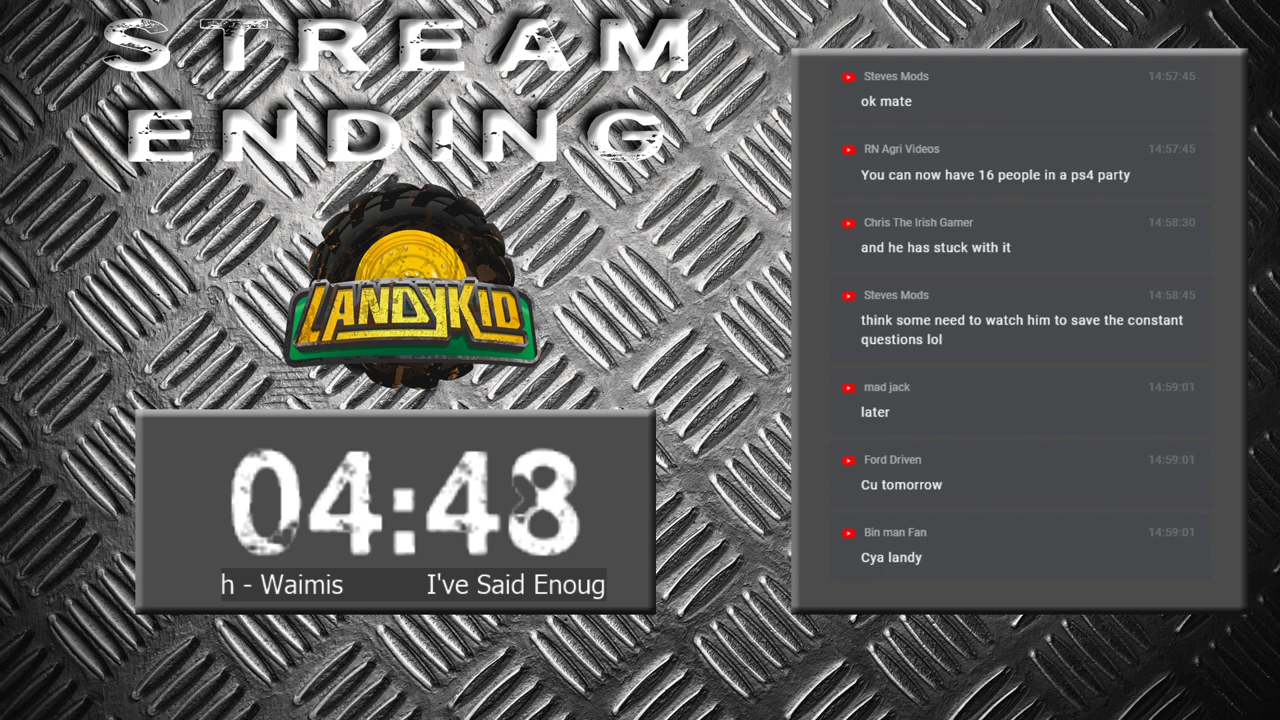 STREAM
ENDING
LANDYKID
04:48
h - Waimis I've Said Enoug
Steves Mods 14:57:45
ok mate
RN Agri Videos 14:57:45
You can now have 16 people in a ps4 party
Chris The Irish Gamer 14:58:30
and he has stuck with it
Steves Mods 14:58:45
think some need to watch him to save the constant
questions lol
mad jack 14:59:01
later
Ford Driven 14:59:01
Cu tomorrow
Bin man Fan 14:59:01
Cya landy